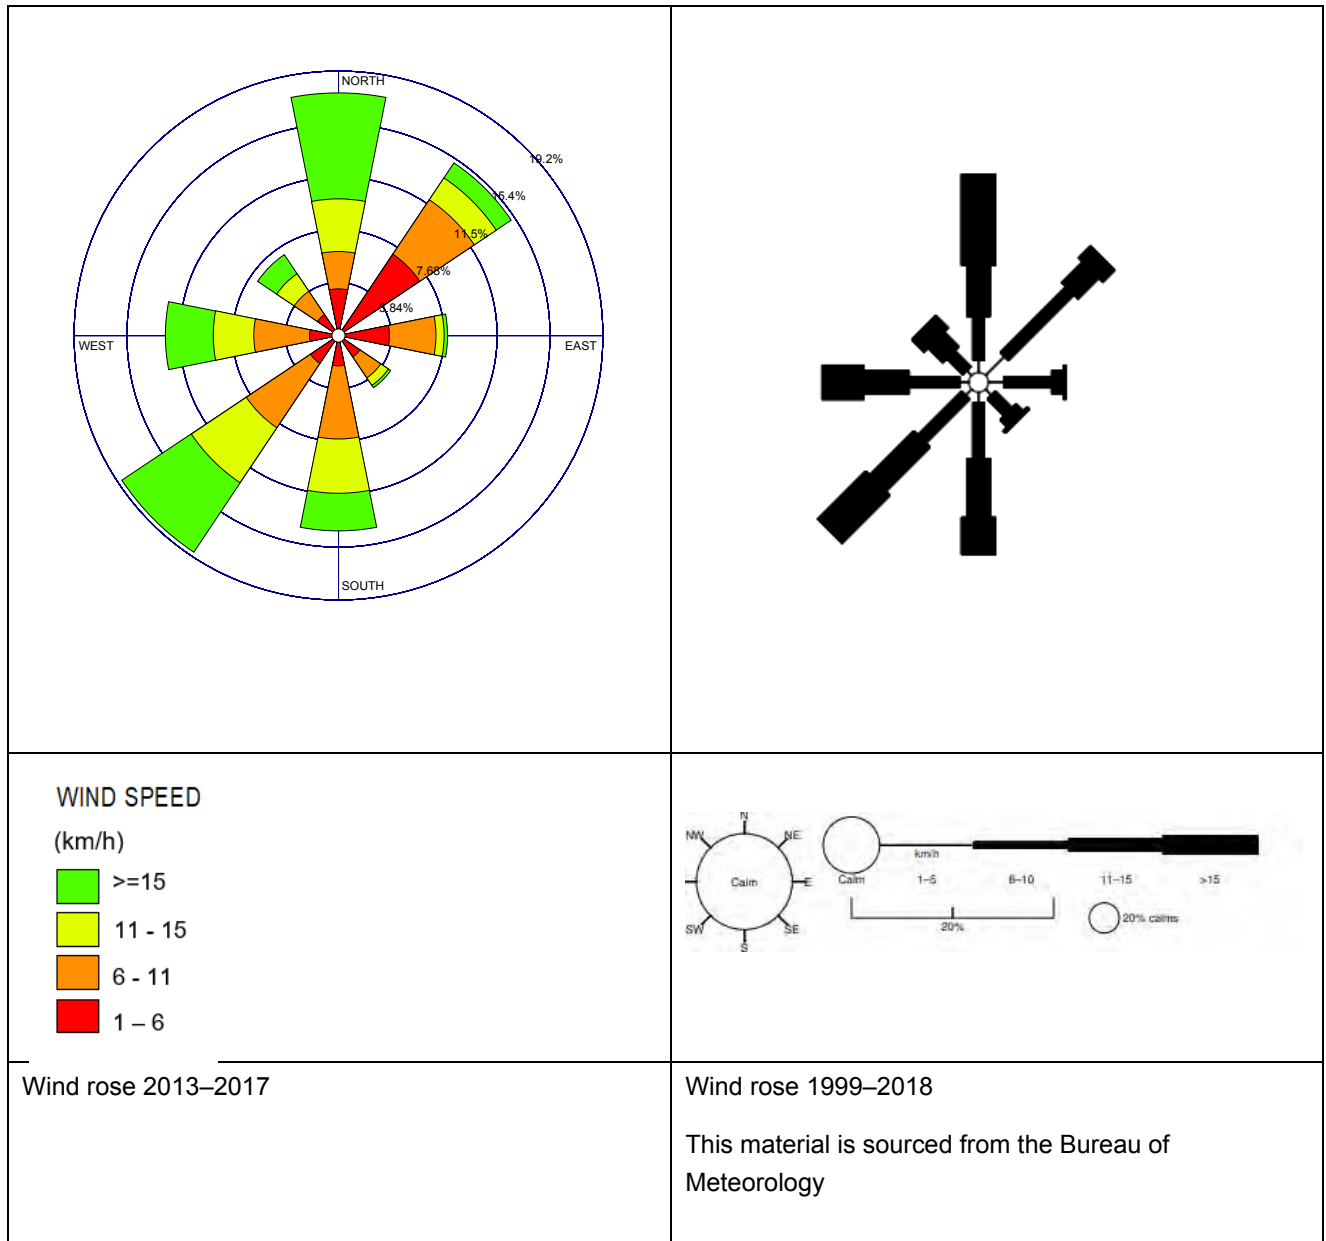 NORTH
19.2%
15.4%
11.5%
7.68%
3.84%
WEST
EAST
SOUTH
WIND SPEED
(km/h)
>=15
11 - 15
6 - 11
1 – 6
N
NW
NE
Calm
E
SW
SE
S
km/h
Calm
1–5
6–10
11–15
>15
20%
20% calms
Wind rose 2013–2017
Wind rose 1999–2018
This material is sourced from the Bureau of
Meteorology